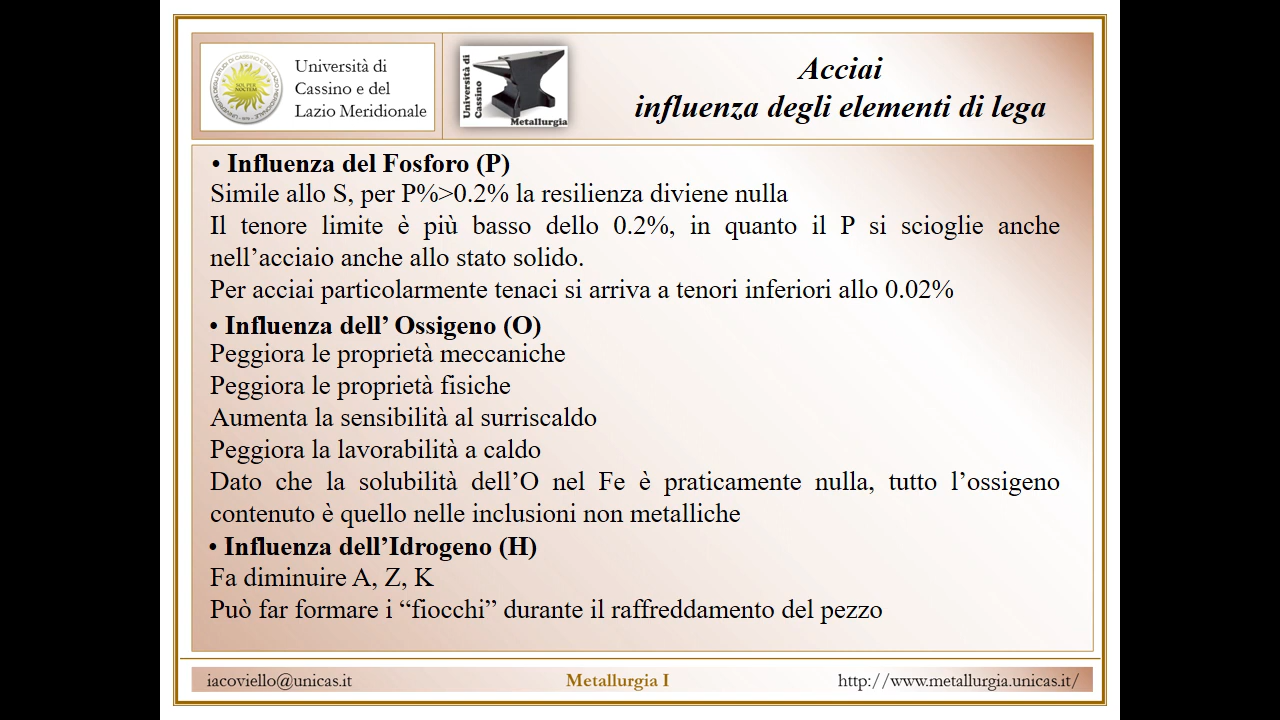 Università di
Cassino e del
Lazio Meridionale
Università di
Cassino
Metallurgia
Acciai
influenza degli elementi di lega
• Influenza del Fosforo (P)
Simile allo S, per P%>0.2% la resilienza diviene nulla
Il tenore limite è più basso dello 0.2%, in quanto il P si scioglie anche
nell’acciaio anche allo stato solido.
Per acciai particolarmente tenaci si arriva a tenori inferiori allo 0.02%
• Influenza dell’ Ossigeno (O)
Peggiora le proprietà meccaniche
Peggiora le proprietà fisiche
Aumenta la sensibilità al surriscaldo
Peggiora la lavorabilità a caldo
Dato che la solubilità dell’O nel Fe è praticamente nulla, tutto l’ossigeno
contenuto è quello nelle inclusioni non metalliche
• Influenza dell’Idrogeno (H)
Fa diminuire A, Z, K
Può far formare i “fiocchi” durante il raffreddamento del pezzo
iacoviello@unicas.it
Metallurgia I
http://www.metallurgia.unicas.it/